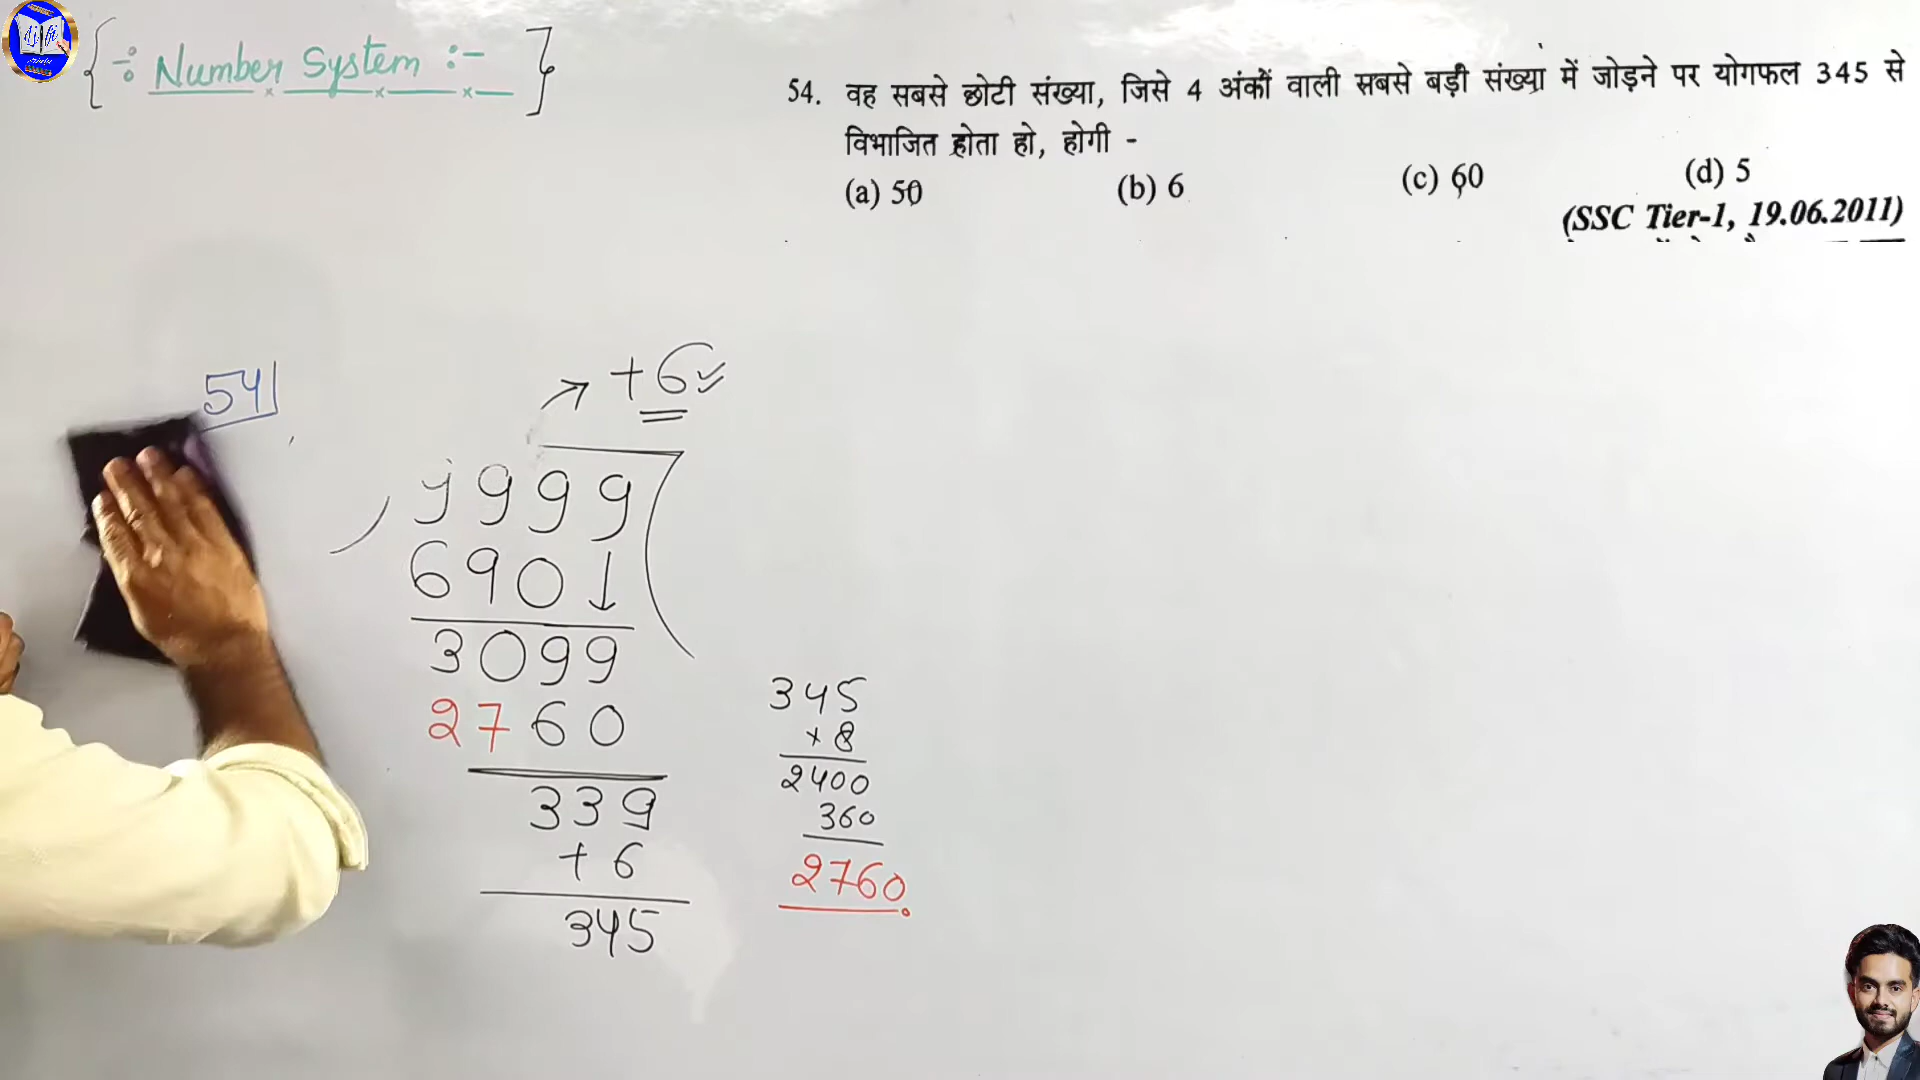 { ÷ Number System :- }
54. वह सबसे छोटी संख्या, जिसे 4 अंकों वाली सबसे बड़ी संख्या में जोड़ने पर योगफल 345 से
विभाजित होता हो, होगी -
(a) 50 (b) 6 (c) 60 (d) 5
(SSC Tier-1, 19.06.2011)
54
→ +6
9999
6901
3099
2760
339
+ 6
345
345
× 8
2400
360
2760